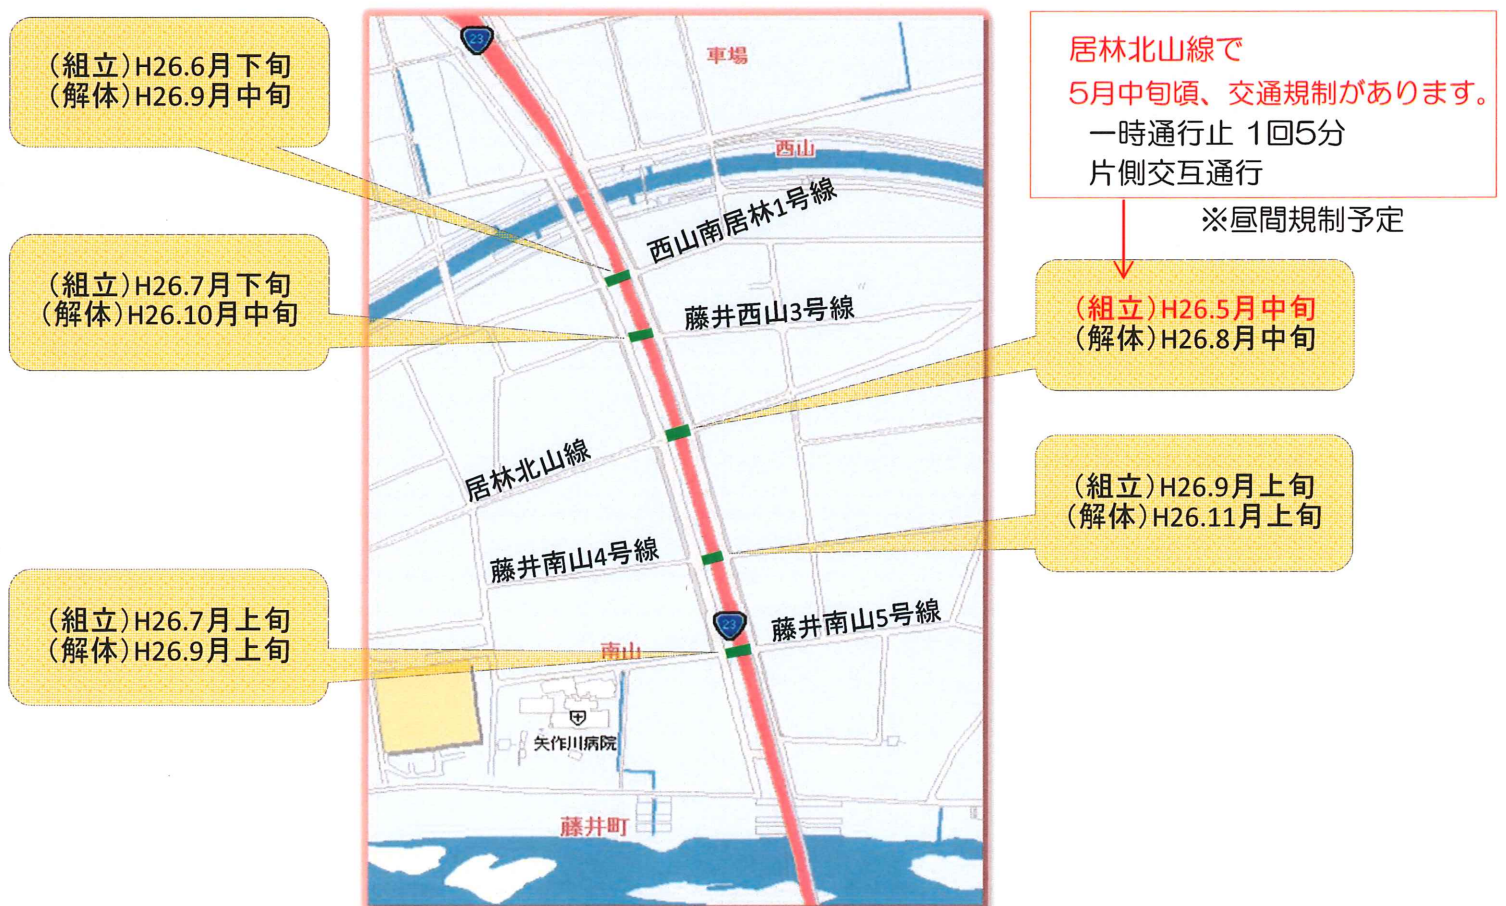 (組立)H26.6月下旬
(解体)H26.9月中旬
23
車場
居林北山線で
5月中旬頃、交通規制があります。
一時通行止 1回5分
片側交互通行
※昼間規制予定
西山
西山南居林1号線
(組立)H26.7月下旬
(解体)H26.10月中旬
藤井西山3号線
(組立)H26.5月中旬
(解体)H26.8月中旬
居林北山線
(組立)H26.9月上旬
(解体)H26.11月上旬
藤井南山4号線
(組立)H26.7月上旬
(解体)H26.9月上旬
23
藤井南山5号線
南山
矢作川病院
藤井町